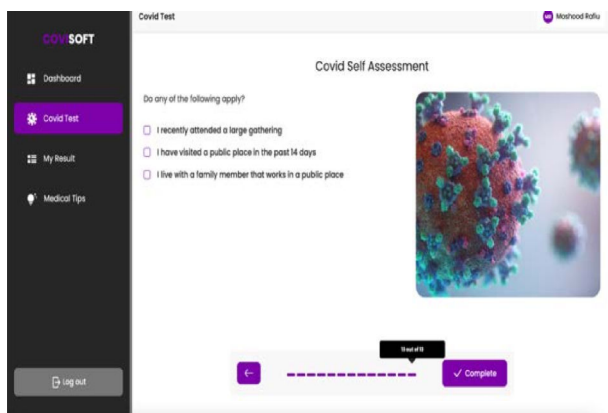 Covid Test
Moshood Rafiu
COVISOFT
Dashboard
Covid Test
My Result
Medical Tips
Log out
Covid Self Assessment
Do any of the following apply?
I recently attended a large gathering
I have visited a public place in the past 14 days
I live with a family member that works in a public place
Complete